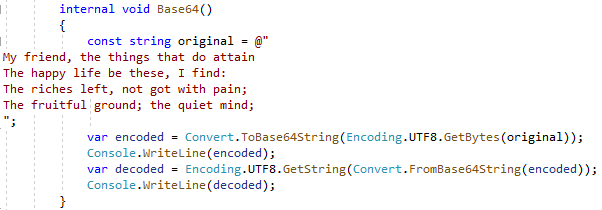 internal void Base64()
{
const string original = @"
My friend, the things that do attain
The happy life be these, I find:
The riches left, not got with pain;
The fruitful ground; the quiet mind;
";
var encoded = Convert.ToBase64String(Encoding.UTF8.GetBytes(original));
Console.WriteLine(encoded);
var decoded = Encoding.UTF8.GetString(Convert.FromBase64String(encoded));
Console.WriteLine(decoded);
}